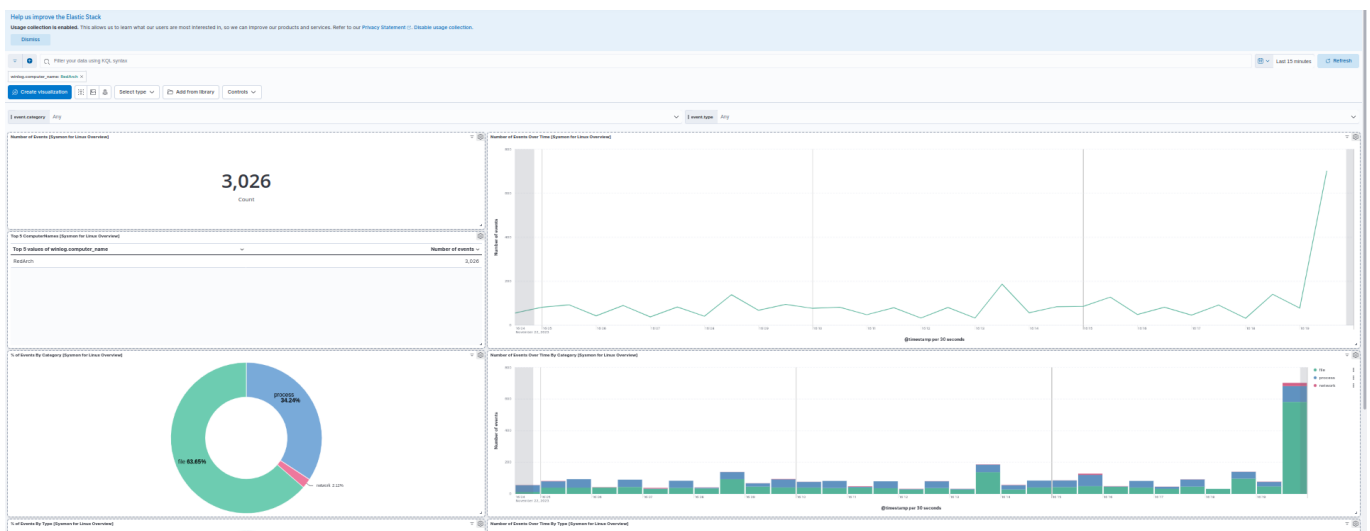 Help us improve the Elastic Stack
Usage collection is enabled. This allows us to learn what our users are most interested in, so we can improve our products and services. Refer to our Privacy Statement. Disable usage collection.
Dismiss
Filter your data using KQL syntax
Last 15 minutes
Refresh
winlog.computer_name: RedArch ×
Create visualization
Select type
Add from library
Controls
event category Any
event type Any
Number of Events [Sysmon for Linux Overview]
3,026
Count
Top 5 ComputerNames [Sysmon for Linux Overview]
Top 5 values of winlog.computer_name
Number of events
RedArch
3,026
Number of Events Over Time [Sysmon for Linux Overview]
Number of events
@timestamp per 30 seconds
% of Events By Category [Sysmon for Linux Overview]
process
34.24%
file 63.65%
network
Number of Events Over Time By Category [Sysmon for Linux Overview]
file
process
network
Number of events
@timestamp per 30 seconds
% of Events By Type [Sysmon for Linux Overview]
Number of Events Over Time By Type [Sysmon for Linux Overview]